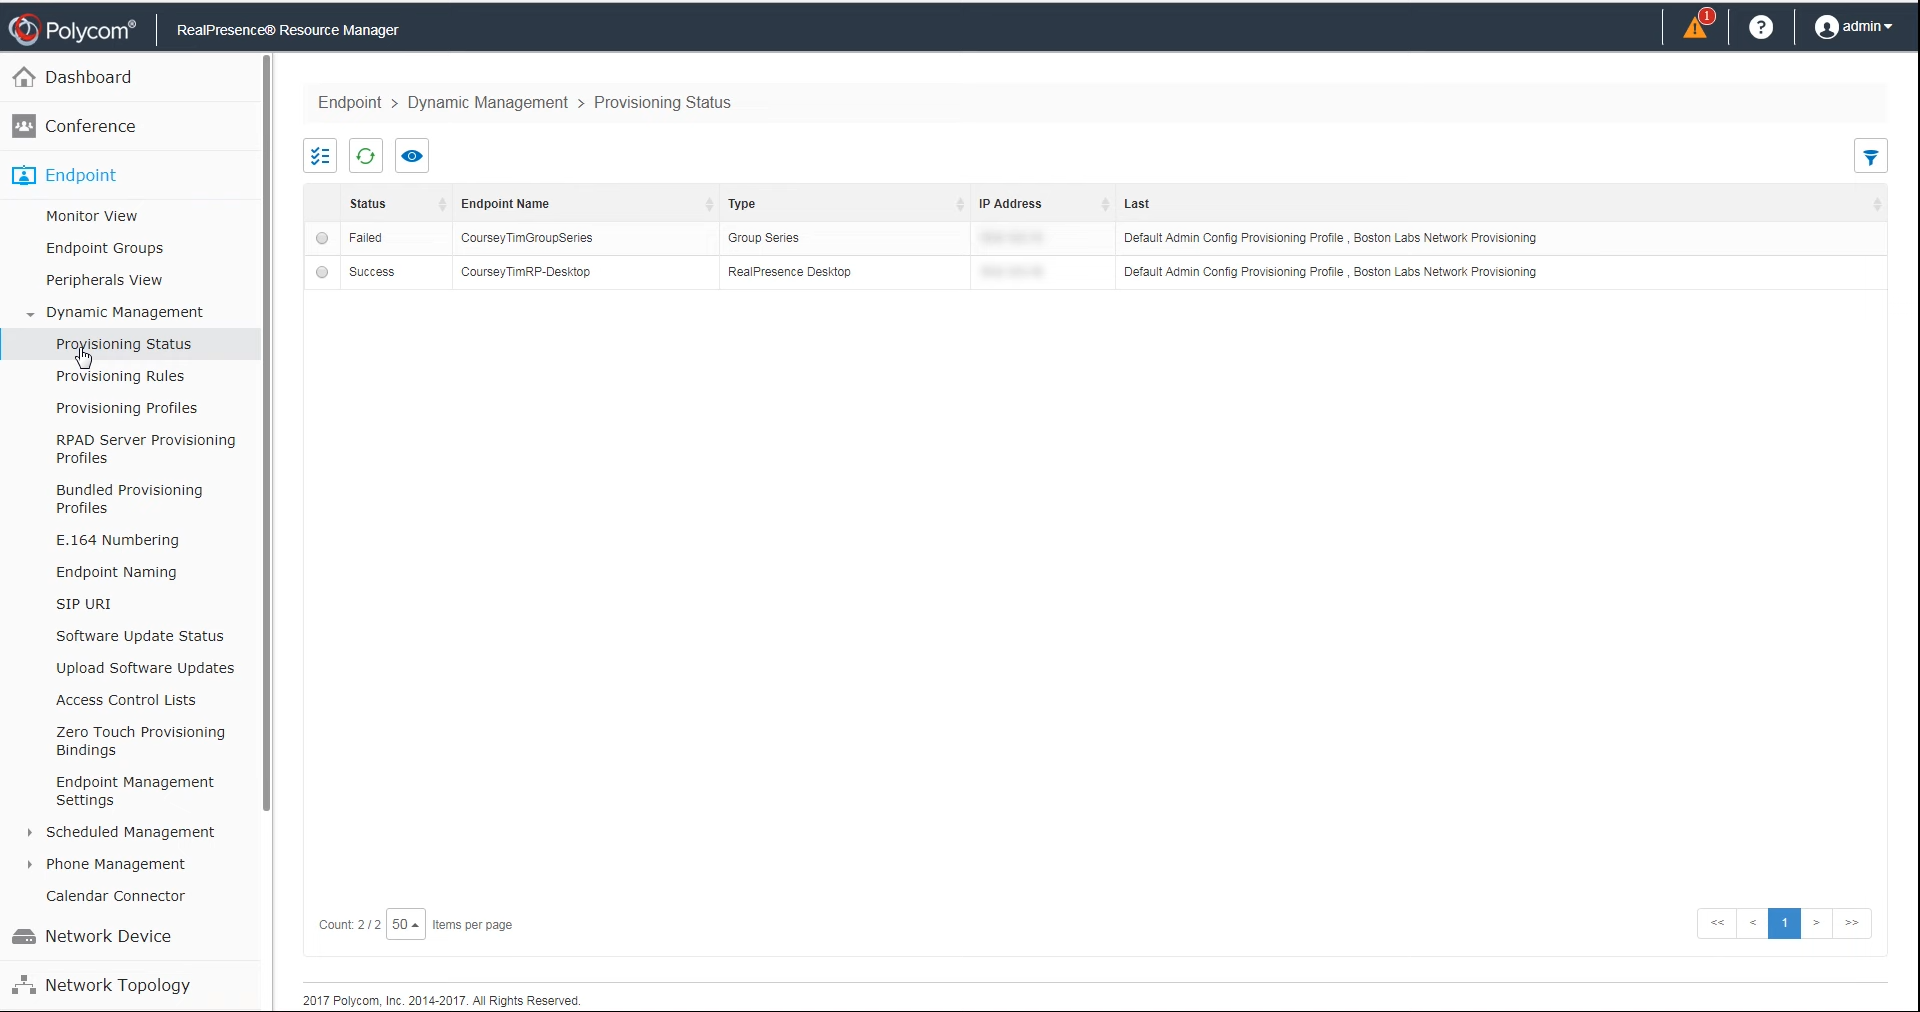 Polycom® RealPresence® Resource Manager 1 ? admin
Dashboard
Conference
Endpoint
Monitor View
Endpoint Groups
Peripherals View
Dynamic Management
Provisioning Status
Provisioning Rules
Provisioning Profiles
RPAD Server Provisioning
Profiles
Bundled Provisioning
Profiles
E.164 Numbering
Endpoint Naming
SIP URI
Software Update Status
Upload Software Updates
Access Control Lists
Zero Touch Provisioning
Bindings
Endpoint Management
Settings
Scheduled Management
Phone Management
Calendar Connector
Network Device
Network Topology
Endpoint > Dynamic Management > Provisioning Status
Status Endpoint Name Type IP Address Last
Failed CourseyTimGroupSeries Group Series Default Admin Config Provisioning Profile , Boston Labs Network Provisioning
Success CourseyTimRP-Desktop RealPresence Desktop Default Admin Config Provisioning Profile , Boston Labs Network Provisioning
Count: 2 / 2 50 Items per page << < 1 > >>
2017 Polycom, Inc. 2014-2017. All Rights Reserved.